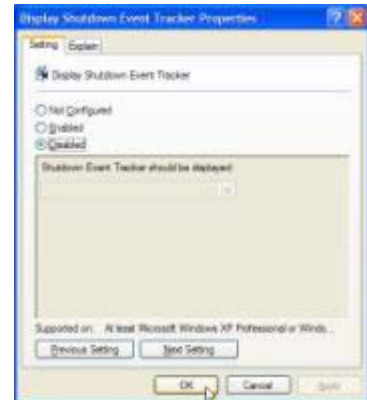 Display Shutdown Event Tracker Properties
Setting Explain
Display Shutdown Event Tracker
Not Configured
Enabled
Disabled
Shutdown Event Tracker should be displayed
Supported on: At least Microsoft Windows XP Professional or Windo...
Previous Setting Next Setting
OK Cancel Apply